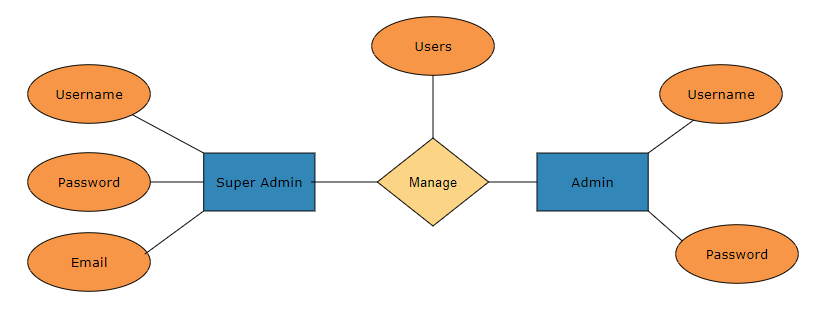 Users
Username
Username
Password
Super Admin
Manage
Admin
Email
Password